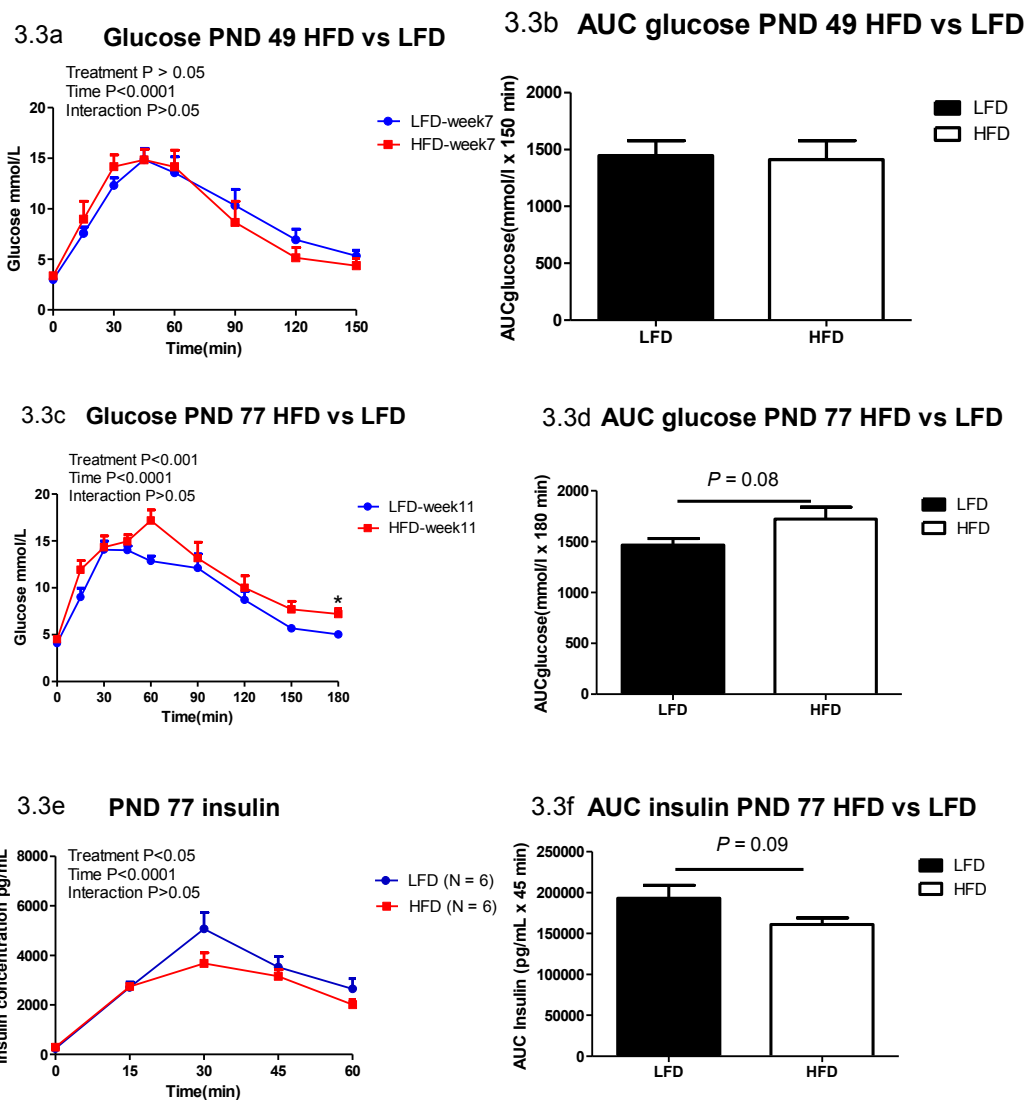 3.3a Glucose PND 49 HFD vs LFD
Treatment P > 0.05
Time P<0.0001
Interaction P>0.05
LFD-week7
HFD-week7
Glucose mmol/L
20
15
10
5
0
0 30 60 90 120 150
Time(min)
3.3b AUC glucose PND 49 HFD vs LFD
LFD
HFD
AUCglucose(mmol/l x 150 min)
2000
1500
1000
500
0
LFD HFD
3.3c Glucose PND 77 HFD vs LFD
Treatment P<0.001
Time P<0.0001
Interaction P>0.05
LFD-week11
HFD-week11
Glucose mmol/L
20
15
10
5
0
*
0 30 60 90 120 150 180
Time(min)
3.3d AUC glucose PND 77 HFD vs LFD
P = 0.08
LFD
HFD
AUCglucose(mmol/l x 180 min)
2000
1500
1000
500
0
LFD HFD
3.3e PND 77 insulin
Treatment P<0.05
Time P<0.0001
Interaction P>0.05
LFD (N = 6)
HFD (N = 6)
Insulin concentration pg/mL
8000
6000
4000
2000
0
0 15 30 45 60
Time(min)
3.3f AUC insulin PND 77 HFD vs LFD
P = 0.09
LFD
HFD
AUC Insulin (pg/mL x 45 min)
250000
200000
150000
100000
50000
0
LFD HFD